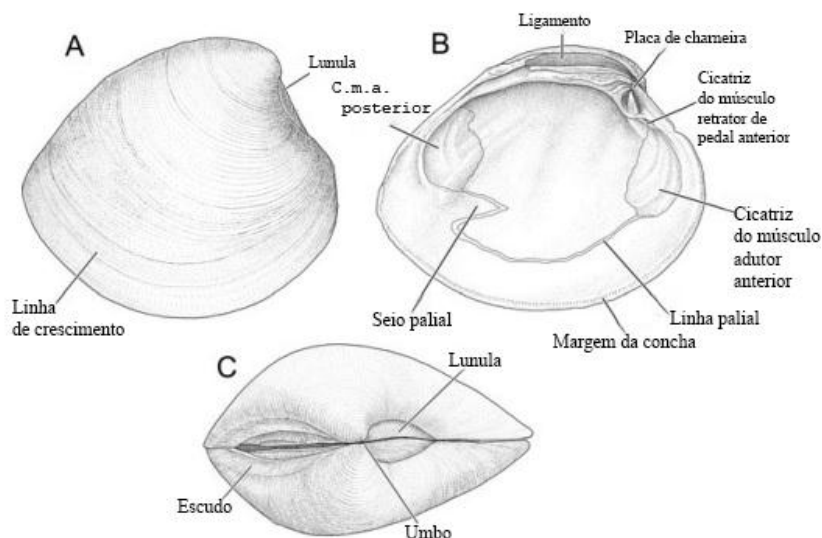 A
Lunula
Linha
de crescimento
B
Ligamento
Placa de charneira
C.m.a.
posterior
Cicatriz
do músculo
retrator de
pedal anterior
Cicatriz
do músculo
adutor
anterior
Seio palial
Linha palial
Margem da concha
C
Lunula
Escudo
Umbo